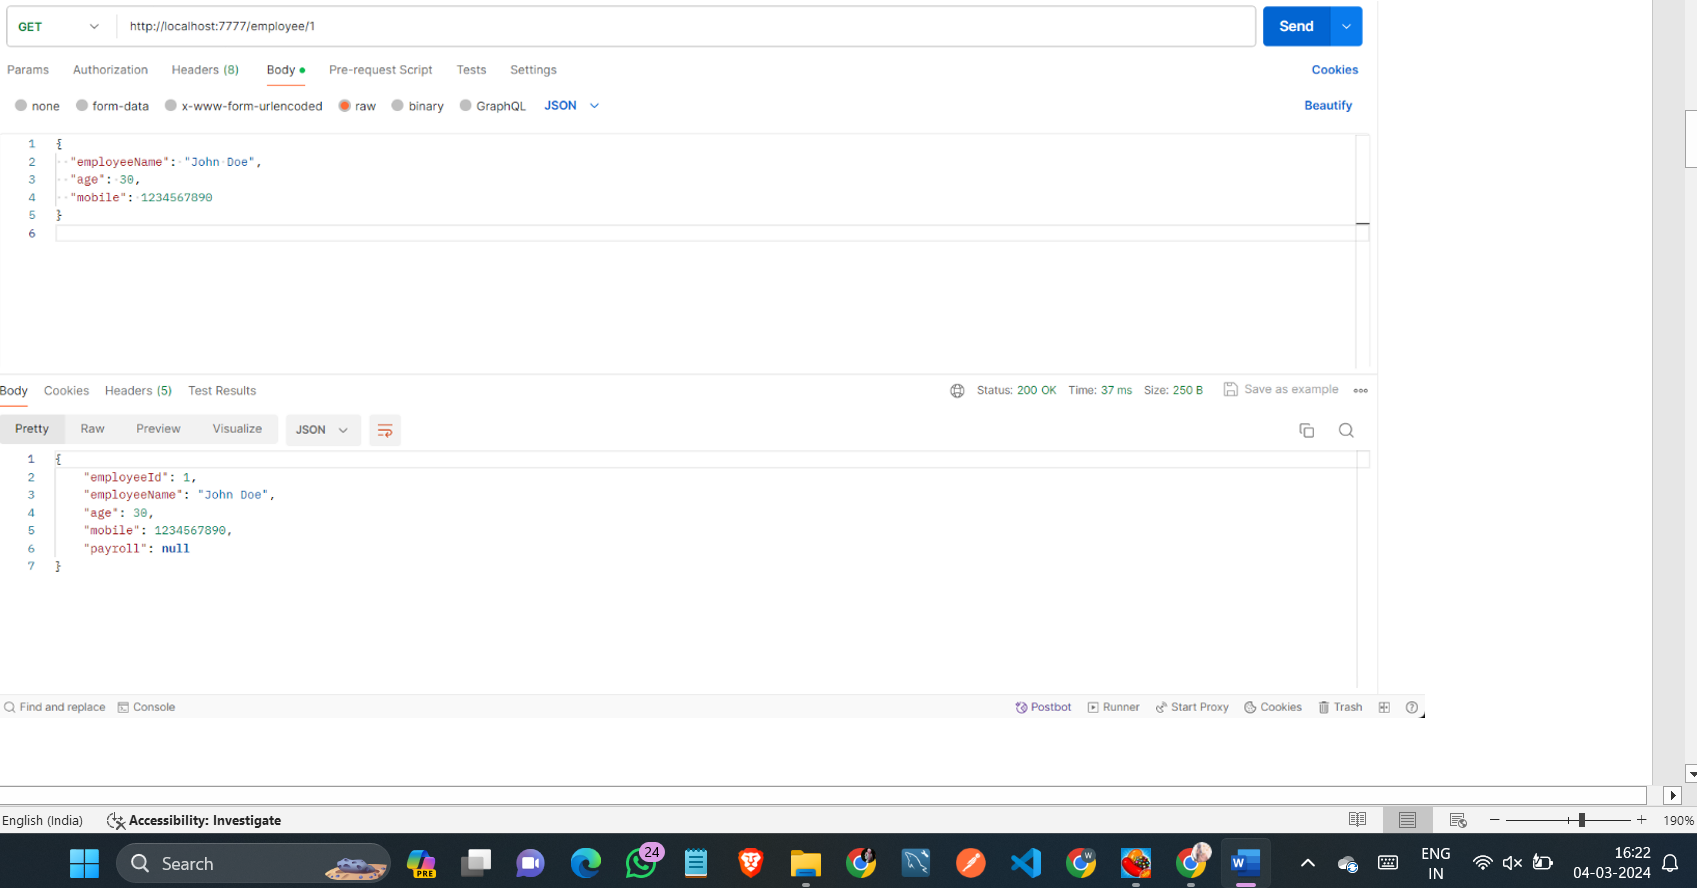 GET http://localhost:7777/employee/1 Send
Params Authorization Headers (8) Body Pre-request Script Tests Settings Cookies
none form-data x-www-form-urlencoded raw binary GraphQL JSON Beautify
1 {
2 "employeeName": "John Doe",
3 "age": 30,
4 "mobile": 1234567890
5 }
6
Body Cookies Headers (5) Test Results Status: 200 OK Time: 37 ms Size: 250 B Save as example
Pretty Raw Preview Visualize JSON
1 {
2 "employeeId": 1,
3 "employeeName": "John Doe",
4 "age": 30,
5 "mobile": 1234567890,
6 "payroll": null
7 }
Find and replace Console Postbot Runner Start Proxy Cookies Trash
English (India) Accessibility: Investigate 190%
Search PRE 24 W W ENG 16:22
IN 04-03-2024